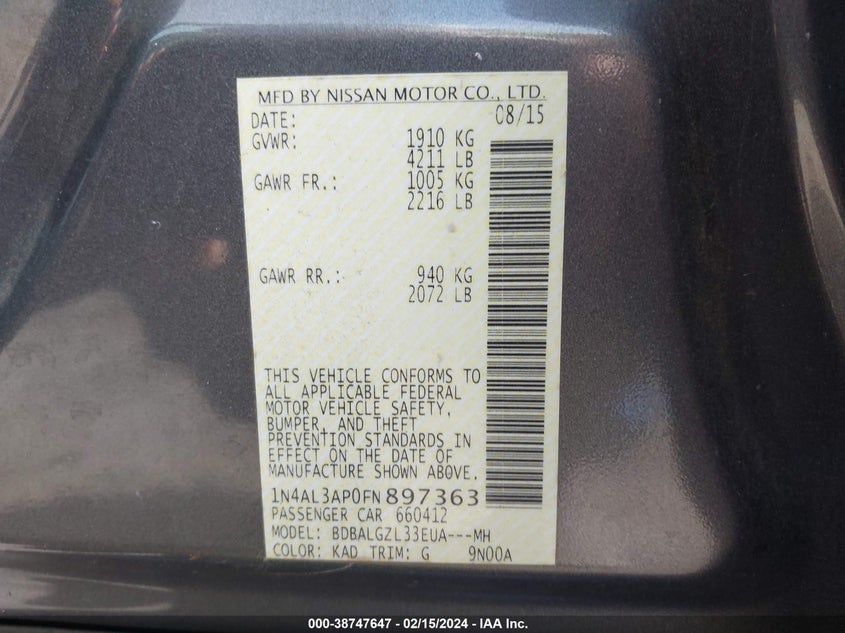 MFD BY NISSAN MOTOR CO., LTD.
DATE: 08/15
GVWR: 1910 KG
4211 LB
GAWR FR.: 1005 KG
2216 LB
GAWR RR.: 940 KG
2072 LB
THIS VEHICLE CONFORMS TO
ALL APPLICABLE FEDERAL
MOTOR VEHICLE SAFETY,
BUMPER, AND THEFT
PREVENTION STANDARDS IN
EFFECT ON THE DATE OF
MANUFACTURE SHOWN ABOVE.
1N4AL3AP0FN897363
PASSENGER CAR 660412
MODEL: BDBALGZL33EUA---MH
COLOR: KAD TRIM: G 9N00A
000-38747647 - 02/15/2024 - IAA Inc.